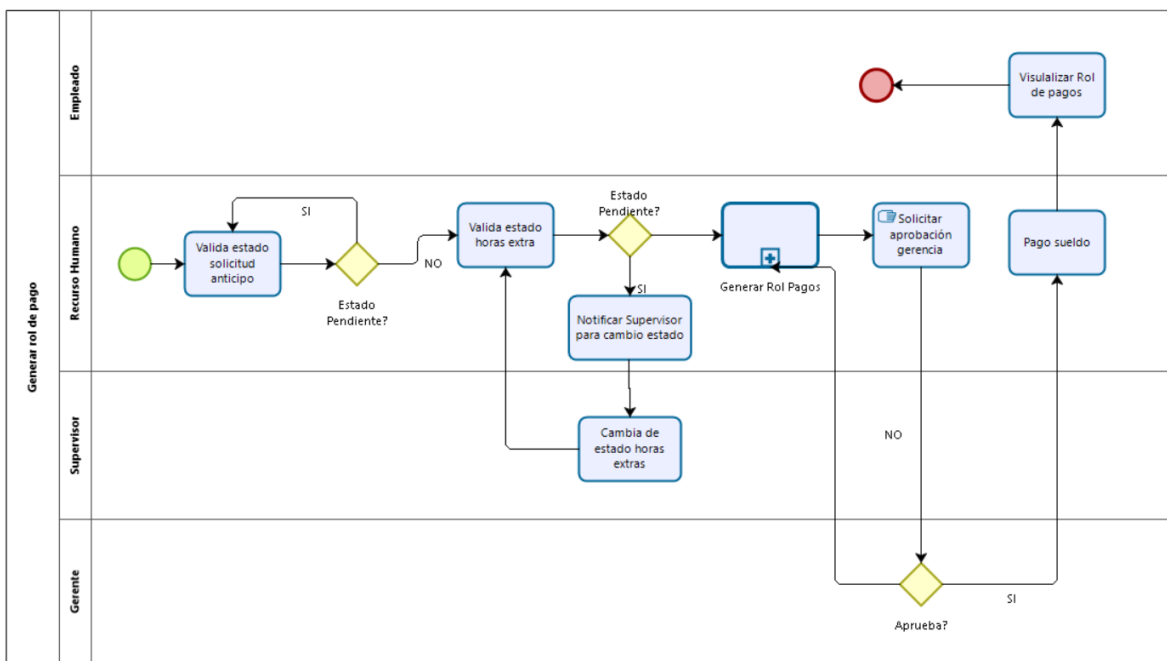 Generar rol de pago
Empleado
Visulalizar Rol
de pagos
Recurso Humano
SI
Valida estado
solicitud
anticipo
Estado
Pendiente?
NO
Valida estado
horas extra
Estado
Pendiente?
SI
Notificar Supervisor
para cambio estado
Generar Rol Pagos
Solicitar
aprobación
gerencia
Pago sueldo
Supervisor
Cambia de
estado horas
extras
NO
Gerente
Aprueba?
SI